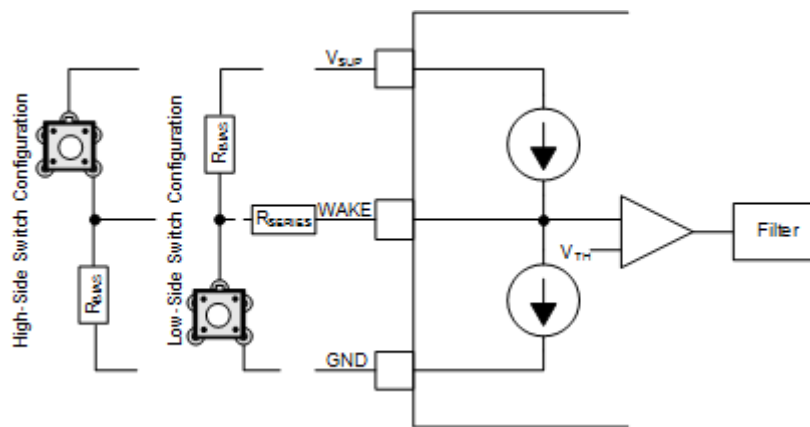 High-Side Switch Configuration
RBIAS
Low-Side Switch Configuration
RBIAS
RSERIES
VSUP
WAKE
GND
VTH
Filter